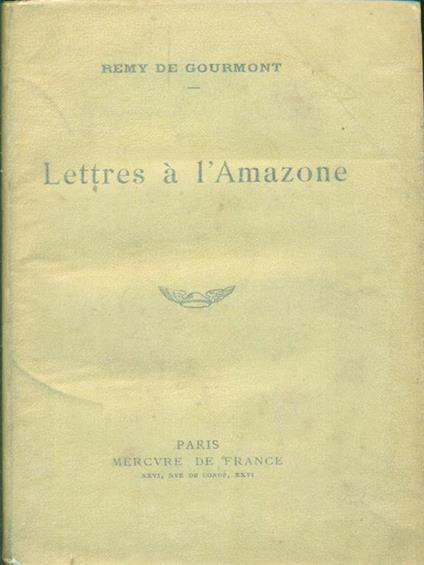 REMY DE GOURMONT
Lettres à l'Amazone
PARIS
MERCVRE DE FRANCE
XXVI, RVE DE CONDÉ, XXVI